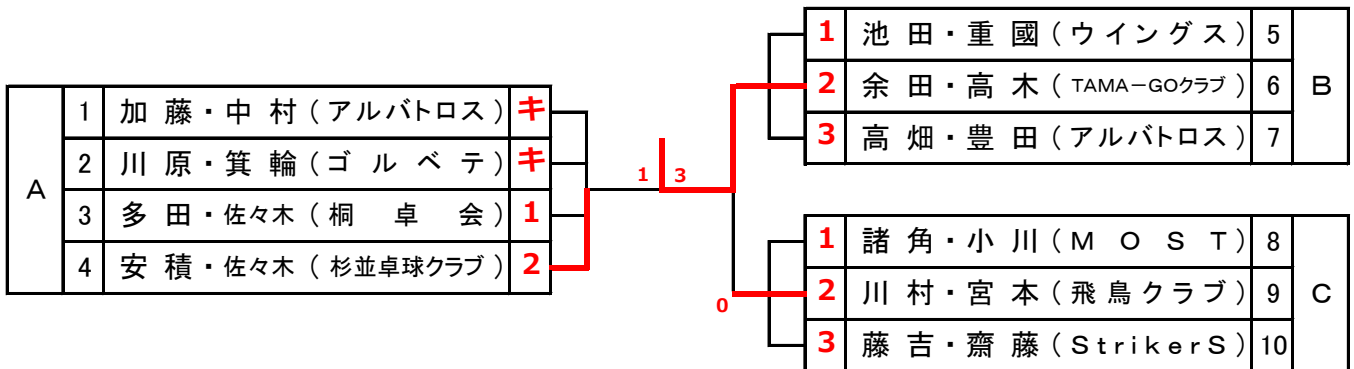 A
1 加藤・中村（アルバトロス） キ
2 川原・箕輪（ゴルベテ） キ
3 多田・佐々木（桐卓会） 1
4 安積・佐々木（杉並卓球クラブ） 2
1 3
0
1 池田・重國（ウイングス） 5
2 余田・高木（TAMA－GOクラブ） 6
3 高畑・豊田（アルバトロス） 7
B
1 諸角・小川（MOST） 8
2 川村・宮本（飛鳥クラブ） 9
3 藤吉・齋藤（StrikerS） 10
C